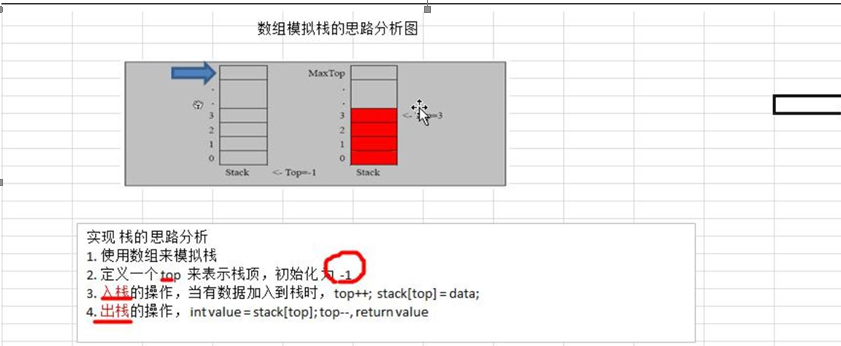 数组模拟栈的思路分析图
MaxTop
3
2
1
0
Stack
<- Top=-1
3
2
1
0
Stack
实现 栈的 思路分析
1. 使用数组来模拟栈
2. 定义一个 top 来表示栈顶，初始化 为 -1
3. 入栈的操作，当有数据加入到栈时，top++; stack[top] = data;
4. 出栈的操作，int value = stack[top]; top--, return value